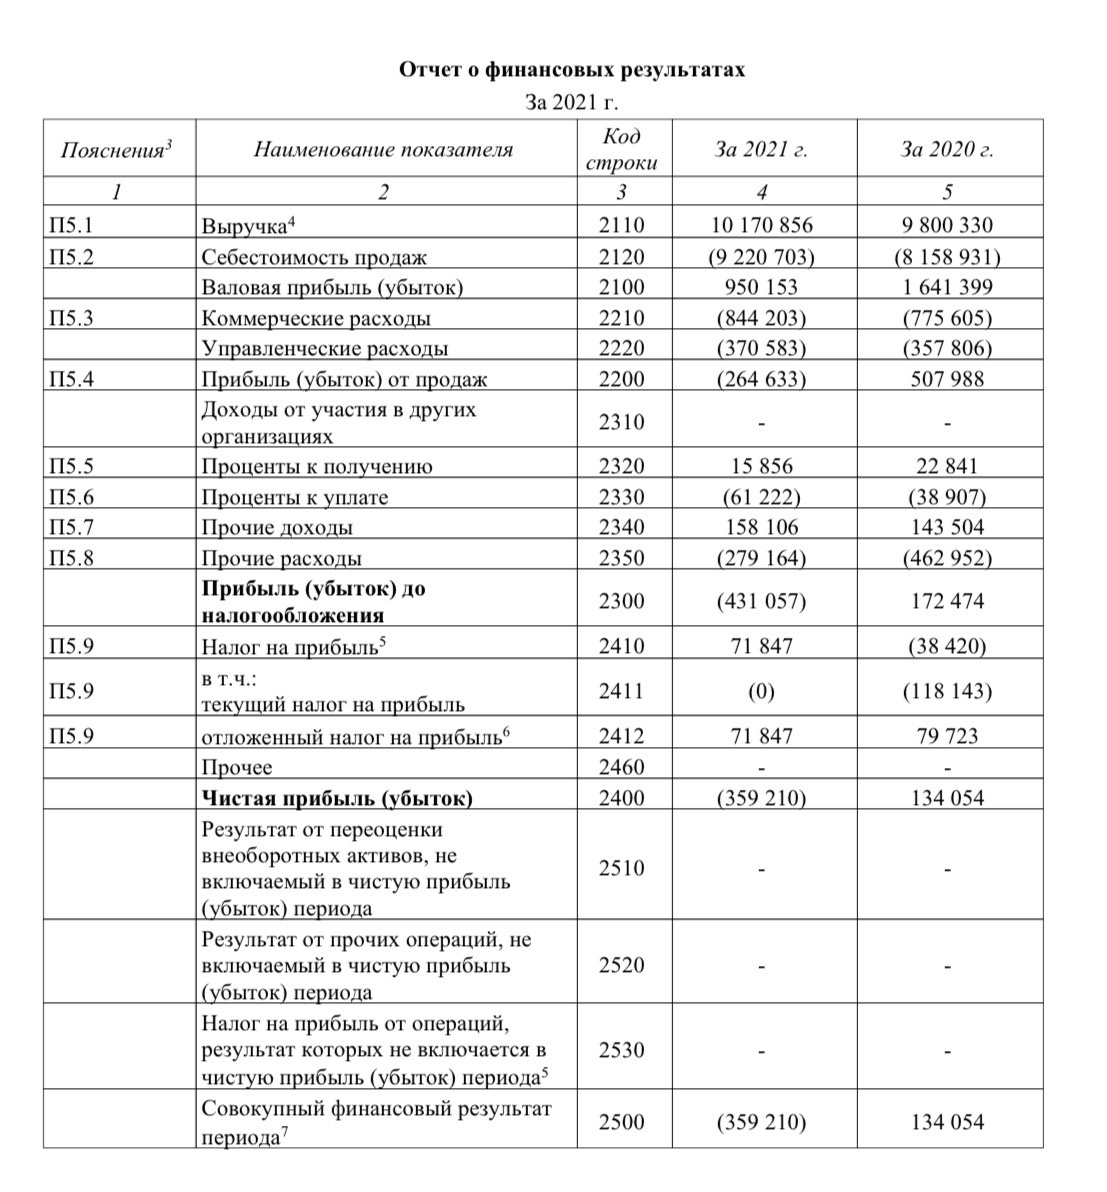 Отчет о финансовых результатах
За 2021 г.
Пояснения³ Наименование показателя Код строки За 2021 г. За 2020 г.
1 2 3 4 5
П5.1 Выручка⁴ 2110 10 170 856 9 800 330
П5.2 Себестоимость продаж 2120 (9 220 703) (8 158 931)
Валовая прибыль (убыток) 2100 950 153 1 641 399
П5.3 Коммерческие расходы 2210 (844 203) (775 605)
Управленческие расходы 2220 (370 583) (357 806)
П5.4 Прибыль (убыток) от продаж 2200 (264 633) 507 988
Доходы от участия в других
организациях 2310 - -
П5.5 Проценты к получению 2320 15 856 22 841
П5.6 Проценты к уплате 2330 (61 222) (38 907)
П5.7 Прочие доходы 2340 158 106 143 504
П5.8 Прочие расходы 2350 (279 164) (462 952)
Прибыль (убыток) до
налогообложения 2300 (431 057) 172 474
П5.9 Налог на прибыль⁵ 2410 71 847 (38 420)
П5.9 в т.ч.:
текущий налог на прибыль 2411 (0) (118 143)
П5.9 отложенный налог на прибыль⁶ 2412 71 847 79 723
Прочее 2460 - -
Чистая прибыль (убыток) 2400 (359 210) 134 054
Результат от переоценки
внеоборотных активов, не
включаемый в чистую прибыль
(убыток) периода 2510 - -
Результат от прочих операций, не
включаемый в чистую прибыль
(убыток) периода 2520 - -
Налог на прибыль от операций,
результат которых не включается в
чистую прибыль (убыток) периода⁵ 2530 - -
Совокупный финансовый результат
периода⁷ 2500 (359 210) 134 054